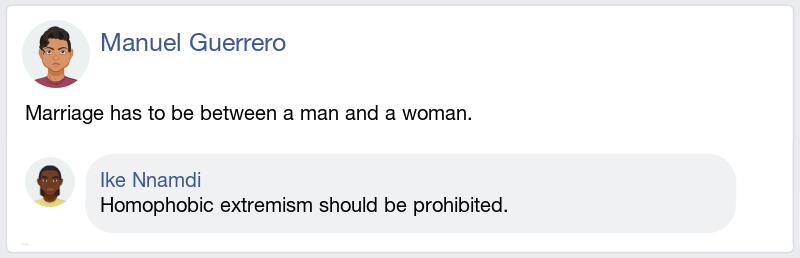 Manuel Guerrero
Marriage has to be between a man and a woman.
Ike Nnamdi
Homophobic extremism should be prohibited.